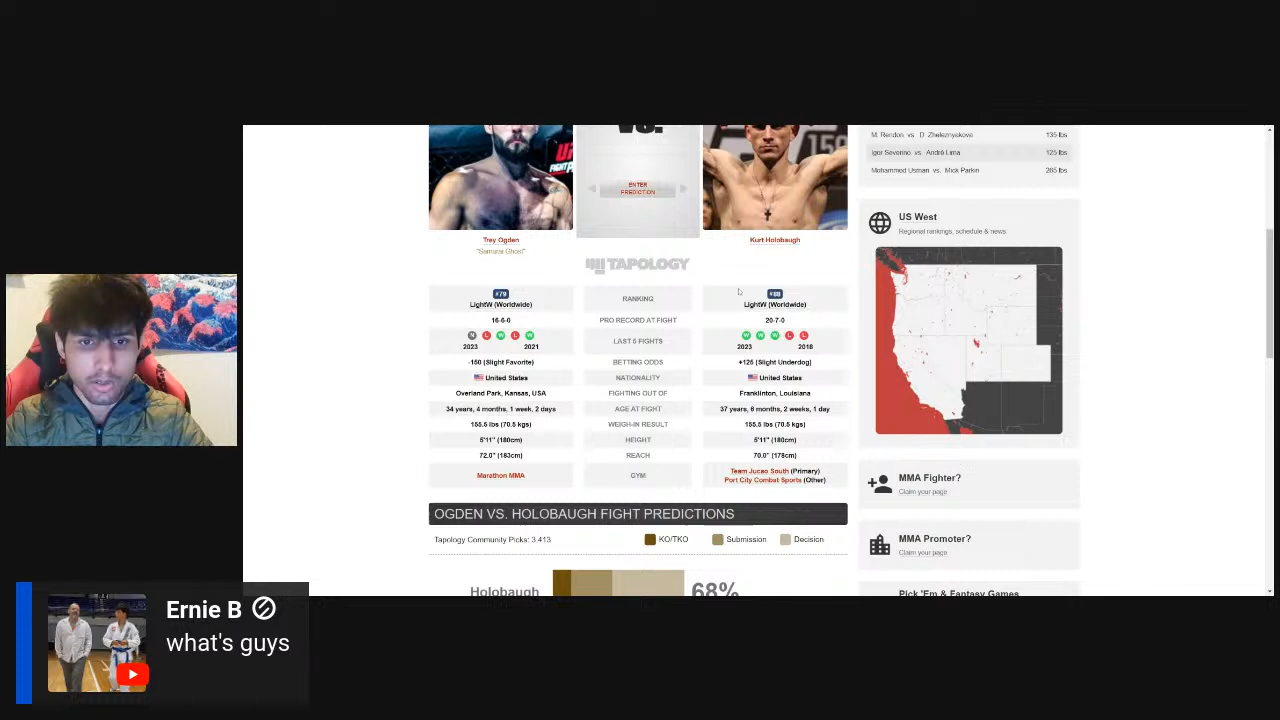 VS.
159
M. Rendon vs D. Zheleznyakova 135 lbs
Igor Severino vs André Lima 125 lbs
Mohammed Usman vs. Mick Parkin 265 lbs
ENTER
PREDICTION
Trey Ogden
"Samurai Ghost"
Kurt Holobaugh
TAPOLOGY
US West
Regional rankings, schedule & news
#79
LightW (Worldwide)
RANKING
#88
LightW (Worldwide)
16-6-0 PRO RECORD AT FIGHT 20-7-0
N L W L W
2023 2021
LAST 5 FIGHTS
W W W L L
2023 2018
-150 (Slight Favorite) BETTING ODDS +125 (Slight Underdog)
United States NATIONALITY United States
Overland Park, Kansas, USA FIGHTING OUT OF Franklinton, Louisiana
34 years, 4 months, 1 week, 2 days AGE AT FIGHT 37 years, 6 months, 2 weeks, 1 day
155.5 lbs (70.5 kgs) WEIGH-IN RESULT 155.5 lbs (70.5 kgs)
5'11" (180cm) HEIGHT 5'11" (180cm)
72.0" (183cm) REACH 70.0" (178cm)
Marathon MMA GYM
Team Jucao South (Primary)
Port City Combat Sports (Other)
MMA Fighter?
Claim your page
OGDEN VS. HOLOBAUGH FIGHT PREDICTIONS
Tapology Community Picks: 3 413 KO/TKO Submission Decision
MMA Promoter?
Claim your page
Holobaugh 68%
Pick 'Em & Fantasy Games
Ernie B
what's guys